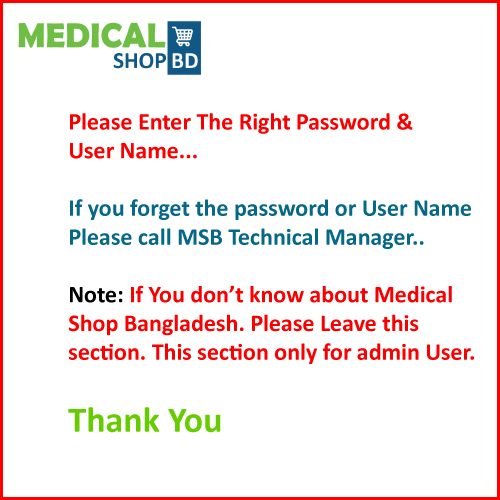 MEDICAL
SHOP BD
Please Enter The Right Password &
User Name...
If you forget the password or User Name
Please call MSB Technical Manager..
Note: If You don’t know about Medical
Shop Bangladesh. Please Leave this
section. This section only for admin User.
Thank You